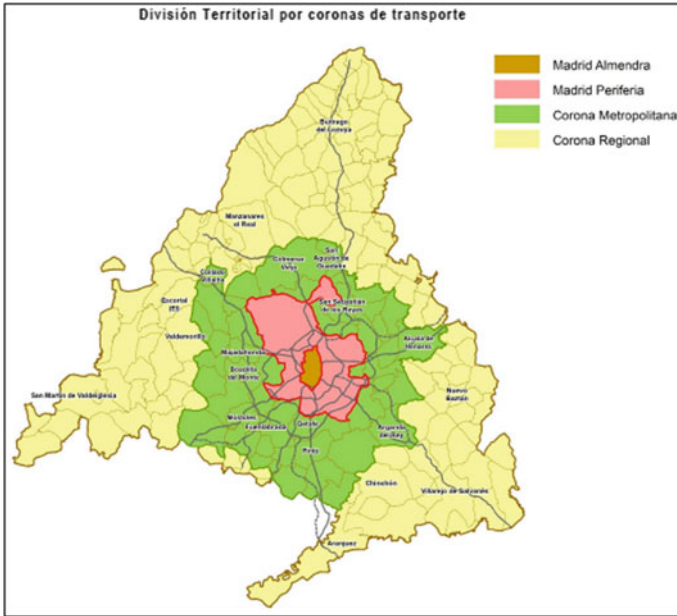 División Territorial por coronas de transporte
Madrid Almendra
Madrid Periferia
Corona Metropolitana
Corona Regional
Buitrago
del Lozoya
Manzanares
el Real
San
Agustín de
Guadalix
Colmenar
Viejo
Collado
Villalba
Escorial
San Sebastián
de los Reyes
Valdemorillo
Alcalá de
Henares
Majadahonda
Boadilla
del Monte
San Martín de Valdeiglesia
Nuevo
Baztán
Móstoles
Fuenlabrada
Getafe
Arganda
del Rey
Pinto
Chinchón
Villarejo de Salvanés
Aranjuez